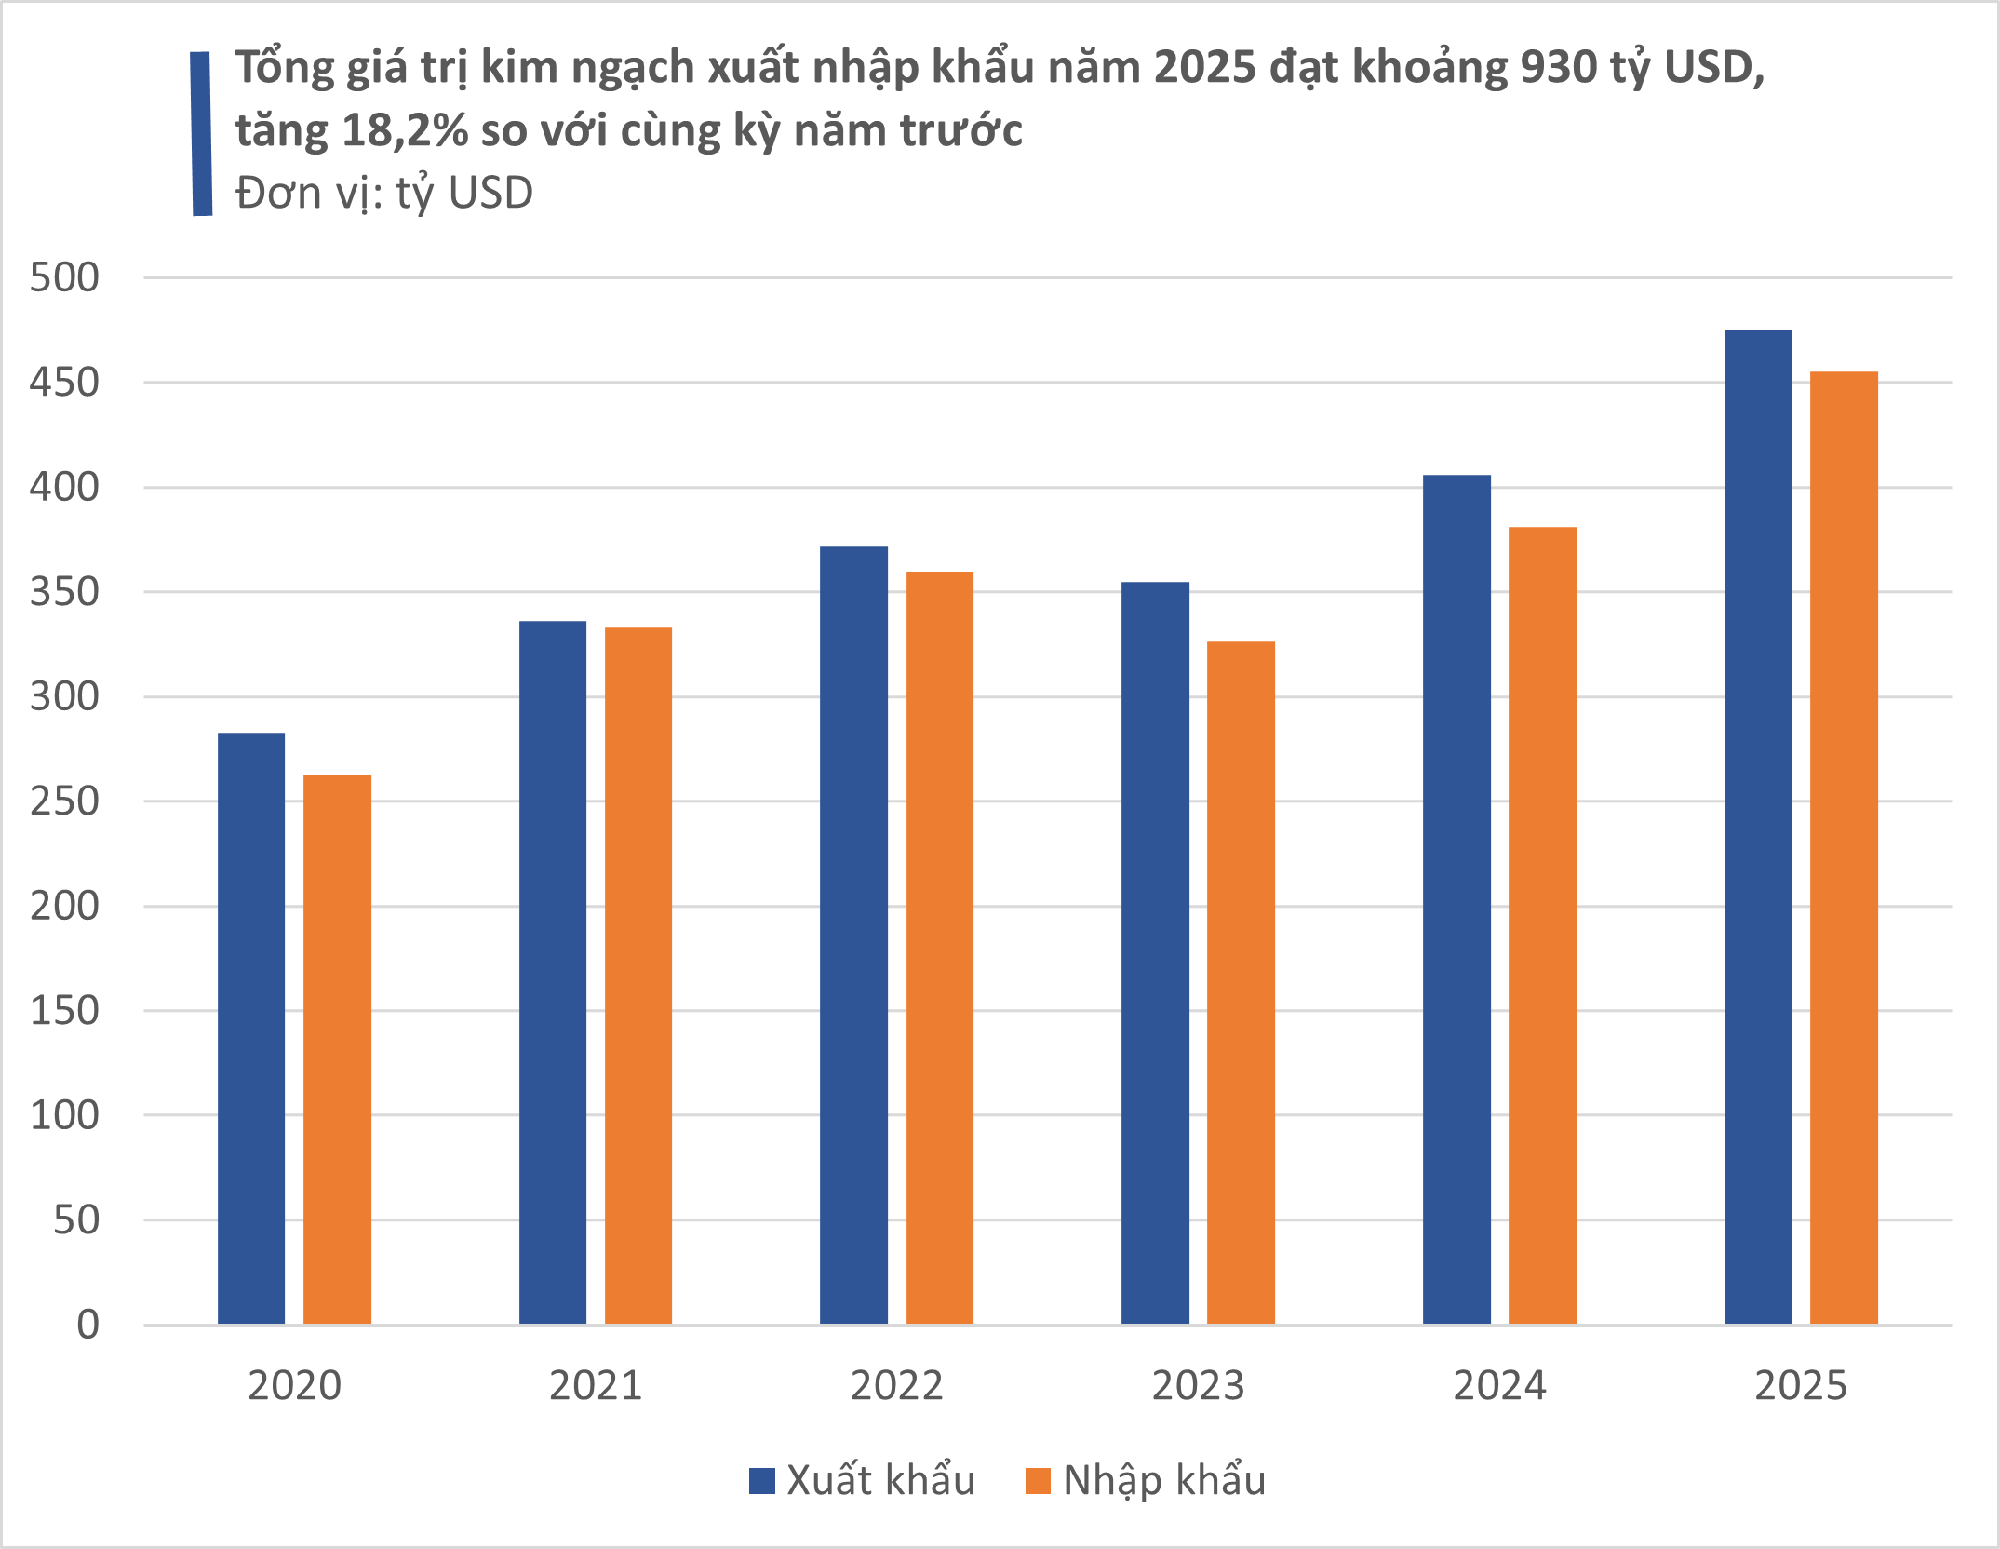 Tổng giá trị kim ngạch xuất nhập khẩu năm 2025 đạt khoảng 930 tỷ USD,
tăng 18,2% so với cùng kỳ năm trước
Đơn vị: tỷ USD
500
450
400
350
300
250
200
150
100
50
0
2020 2021 2022 2023 2024 2025
Xuất khẩu Nhập khẩu